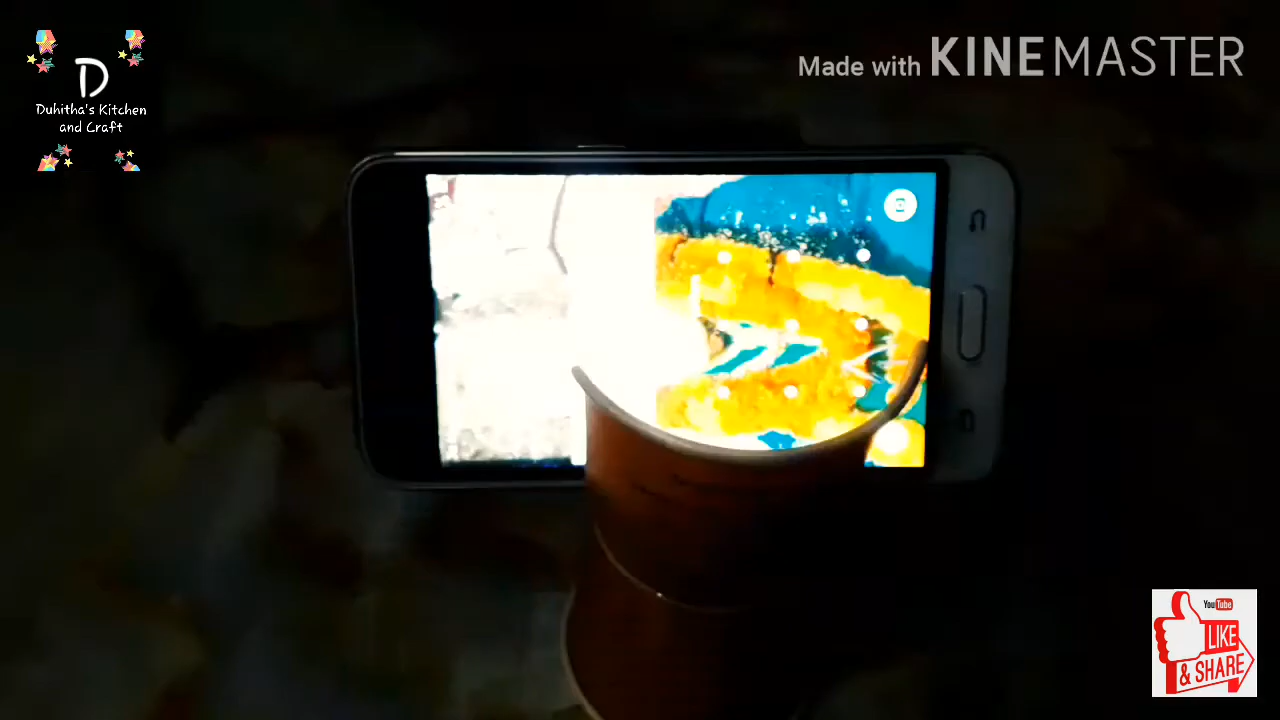 D
Duhitha's Kitchen
and Craft
Made with KINEMASTER
YouTube
LIKE
& SHARE